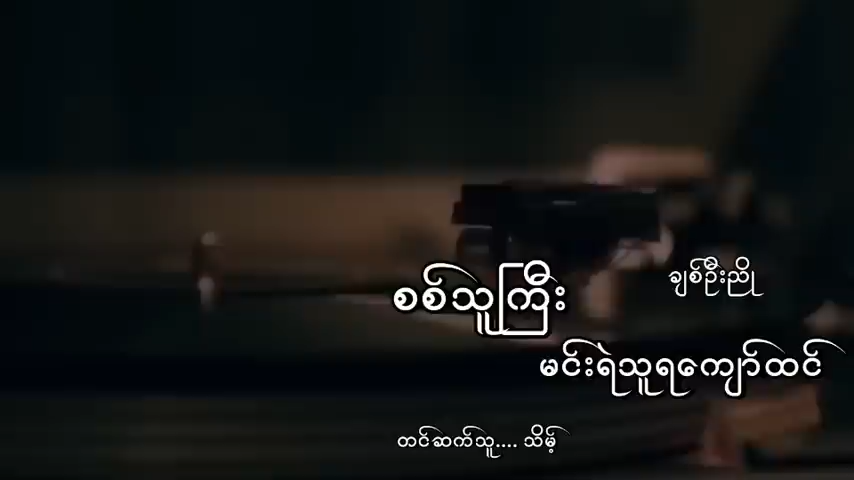 ချစ်ဦးညို
စစ်သူကြီး
မင်းရဲသူရကျော်ထင်
တင်ဆက်သူ.... သိမ့်